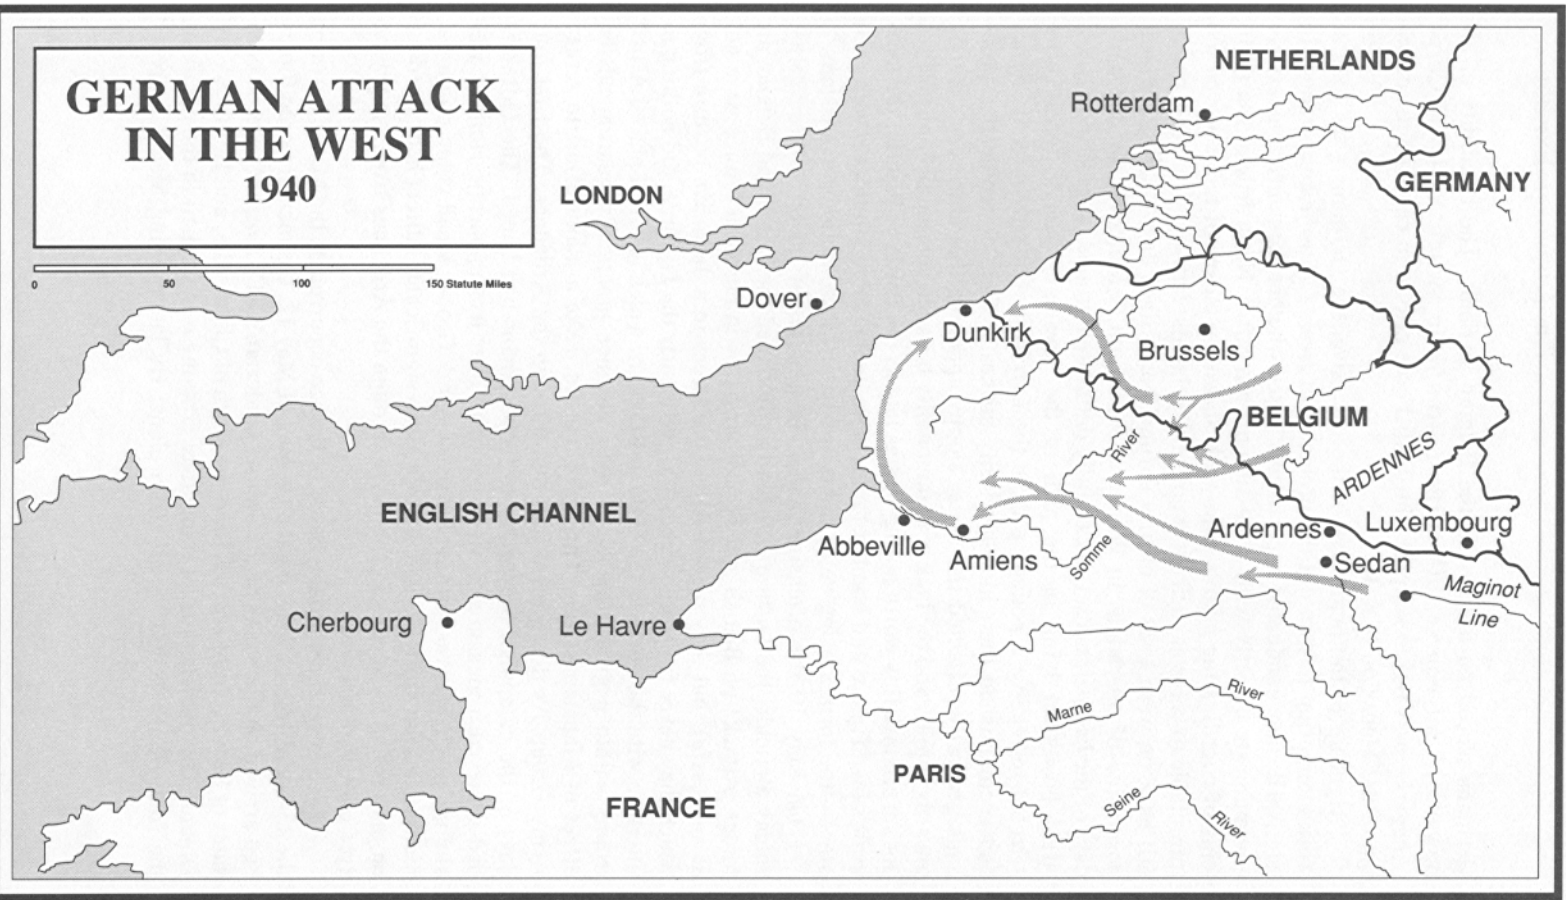 GERMAN ATTACK
IN THE WEST
1940
0 50 100 150 Statute Miles
NETHERLANDS
Rotterdam
GERMANY
LONDON
Dover
Dunkirk
Brussels
BELGIUM
ARDENNES
River
ENGLISH CHANNEL
Abbeville
Amiens
Somme
Ardennes
Luxembourg
Sedan
Maginot
Line
Cherbourg
Le Havre
Marne
River
PARIS
Seine
River
FRANCE